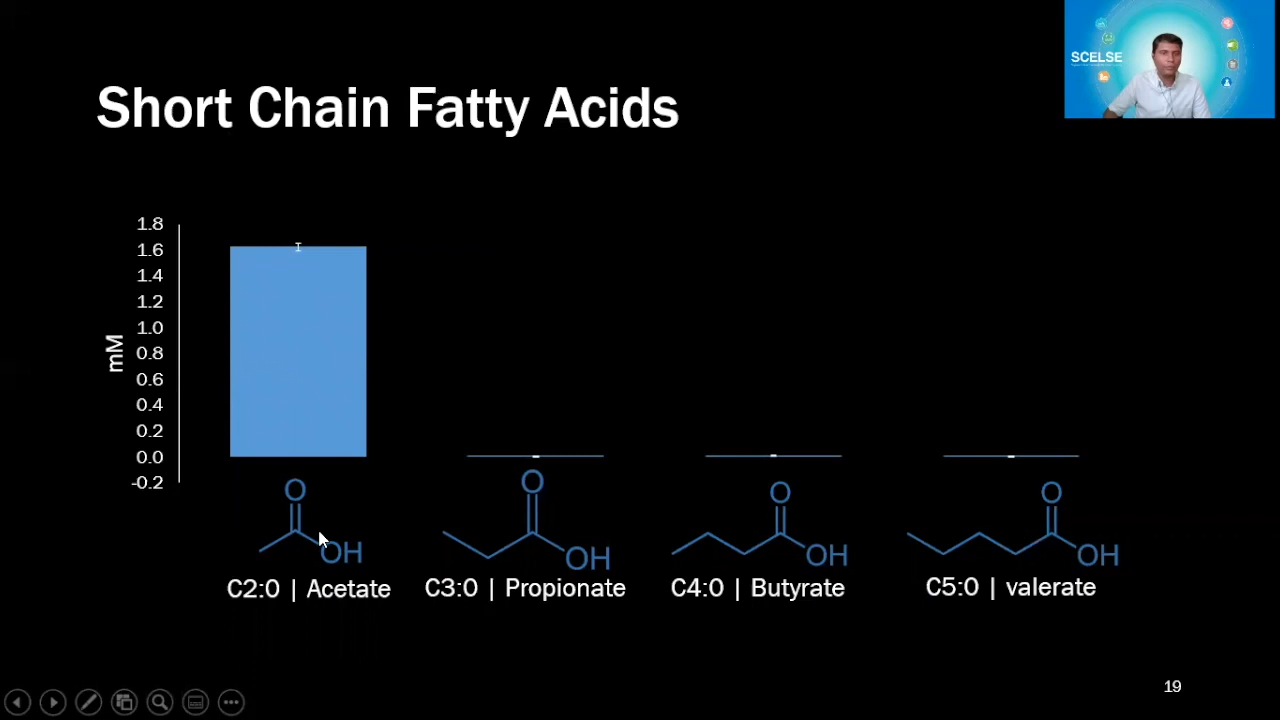 SCELSE
Short Chain Fatty Acids
1.8
1.6
1.4
1.2
1.0
0.8
0.6
0.4
0.2
0.0
-0.2
mM
O
OH
O
OH
O
OH
O
OH
C2:0 | Acetate
C3:0 | Propionate
C4:0 | Butyrate
C5:0 | valerate
19